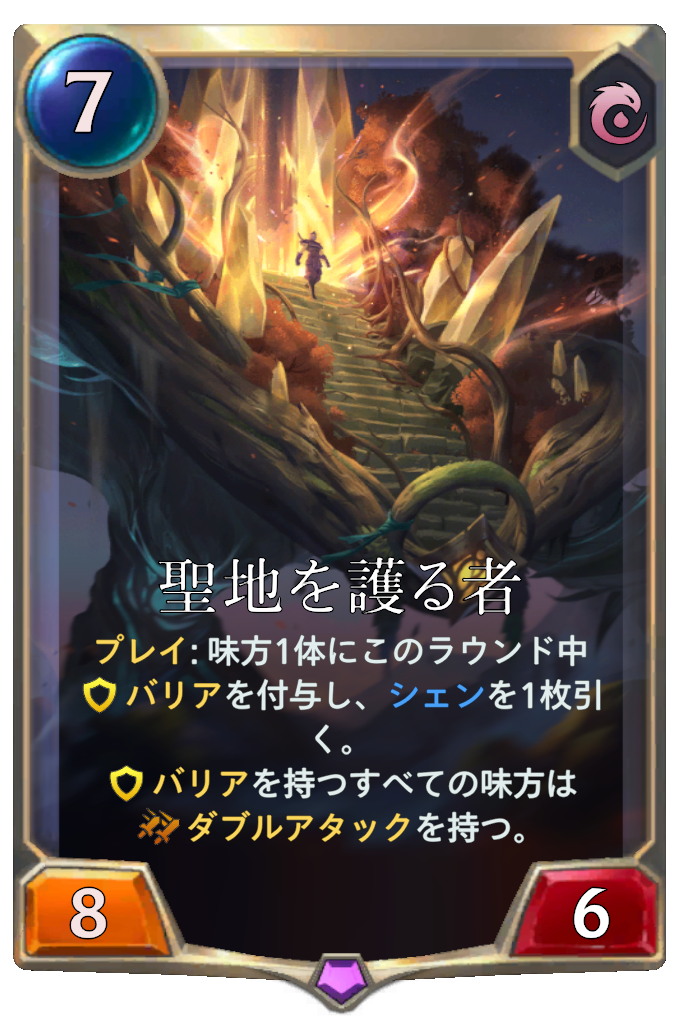 7
聖地を護る者
プレイ: 味方1体にこのラウンド中
バリアを付与し、シェンを1枚引
く。
バリアを持つすべての味方は
ダブルアタックを持つ。
8
6